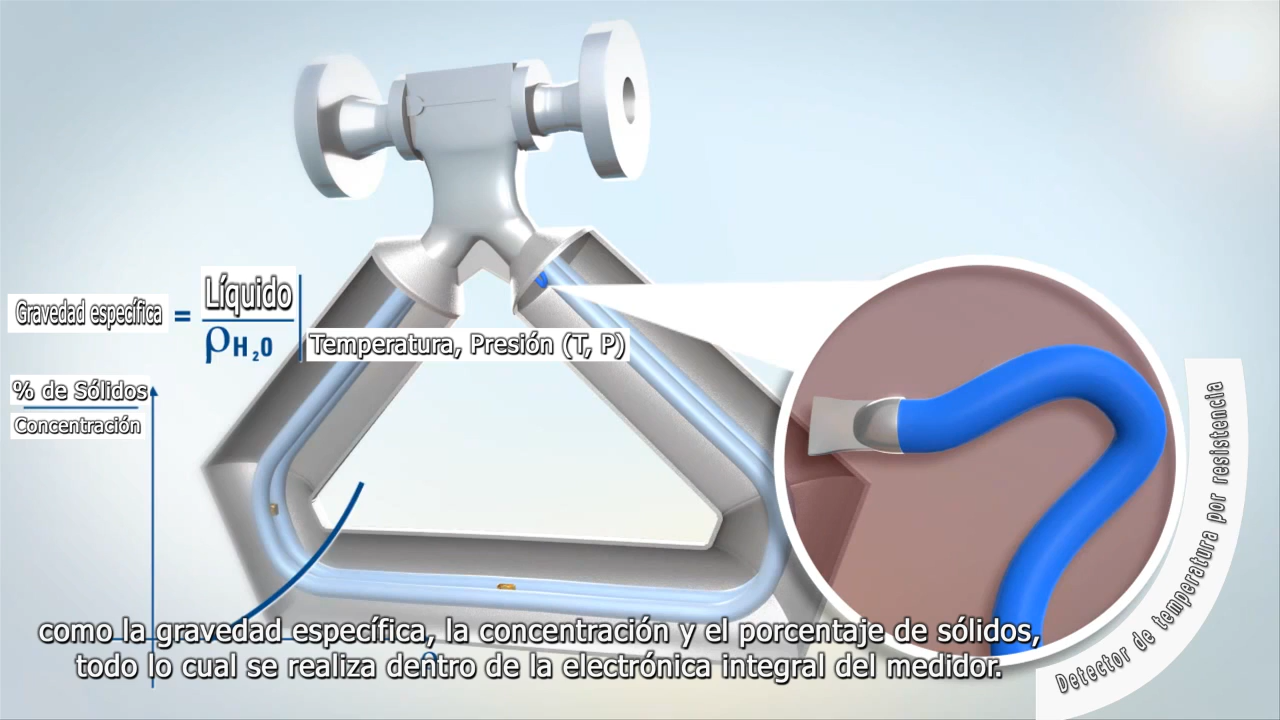 Gravedad específica = Líquido
ρH₂O
Temperatura, Presión (T, P)
% de Sólidos
Concentración
Detector de temperatura por resistencia
como la gravedad específica, la concentración y el porcentaje de sólidos,
todo lo cual se realiza dentro de la electrónica integral del medidor.